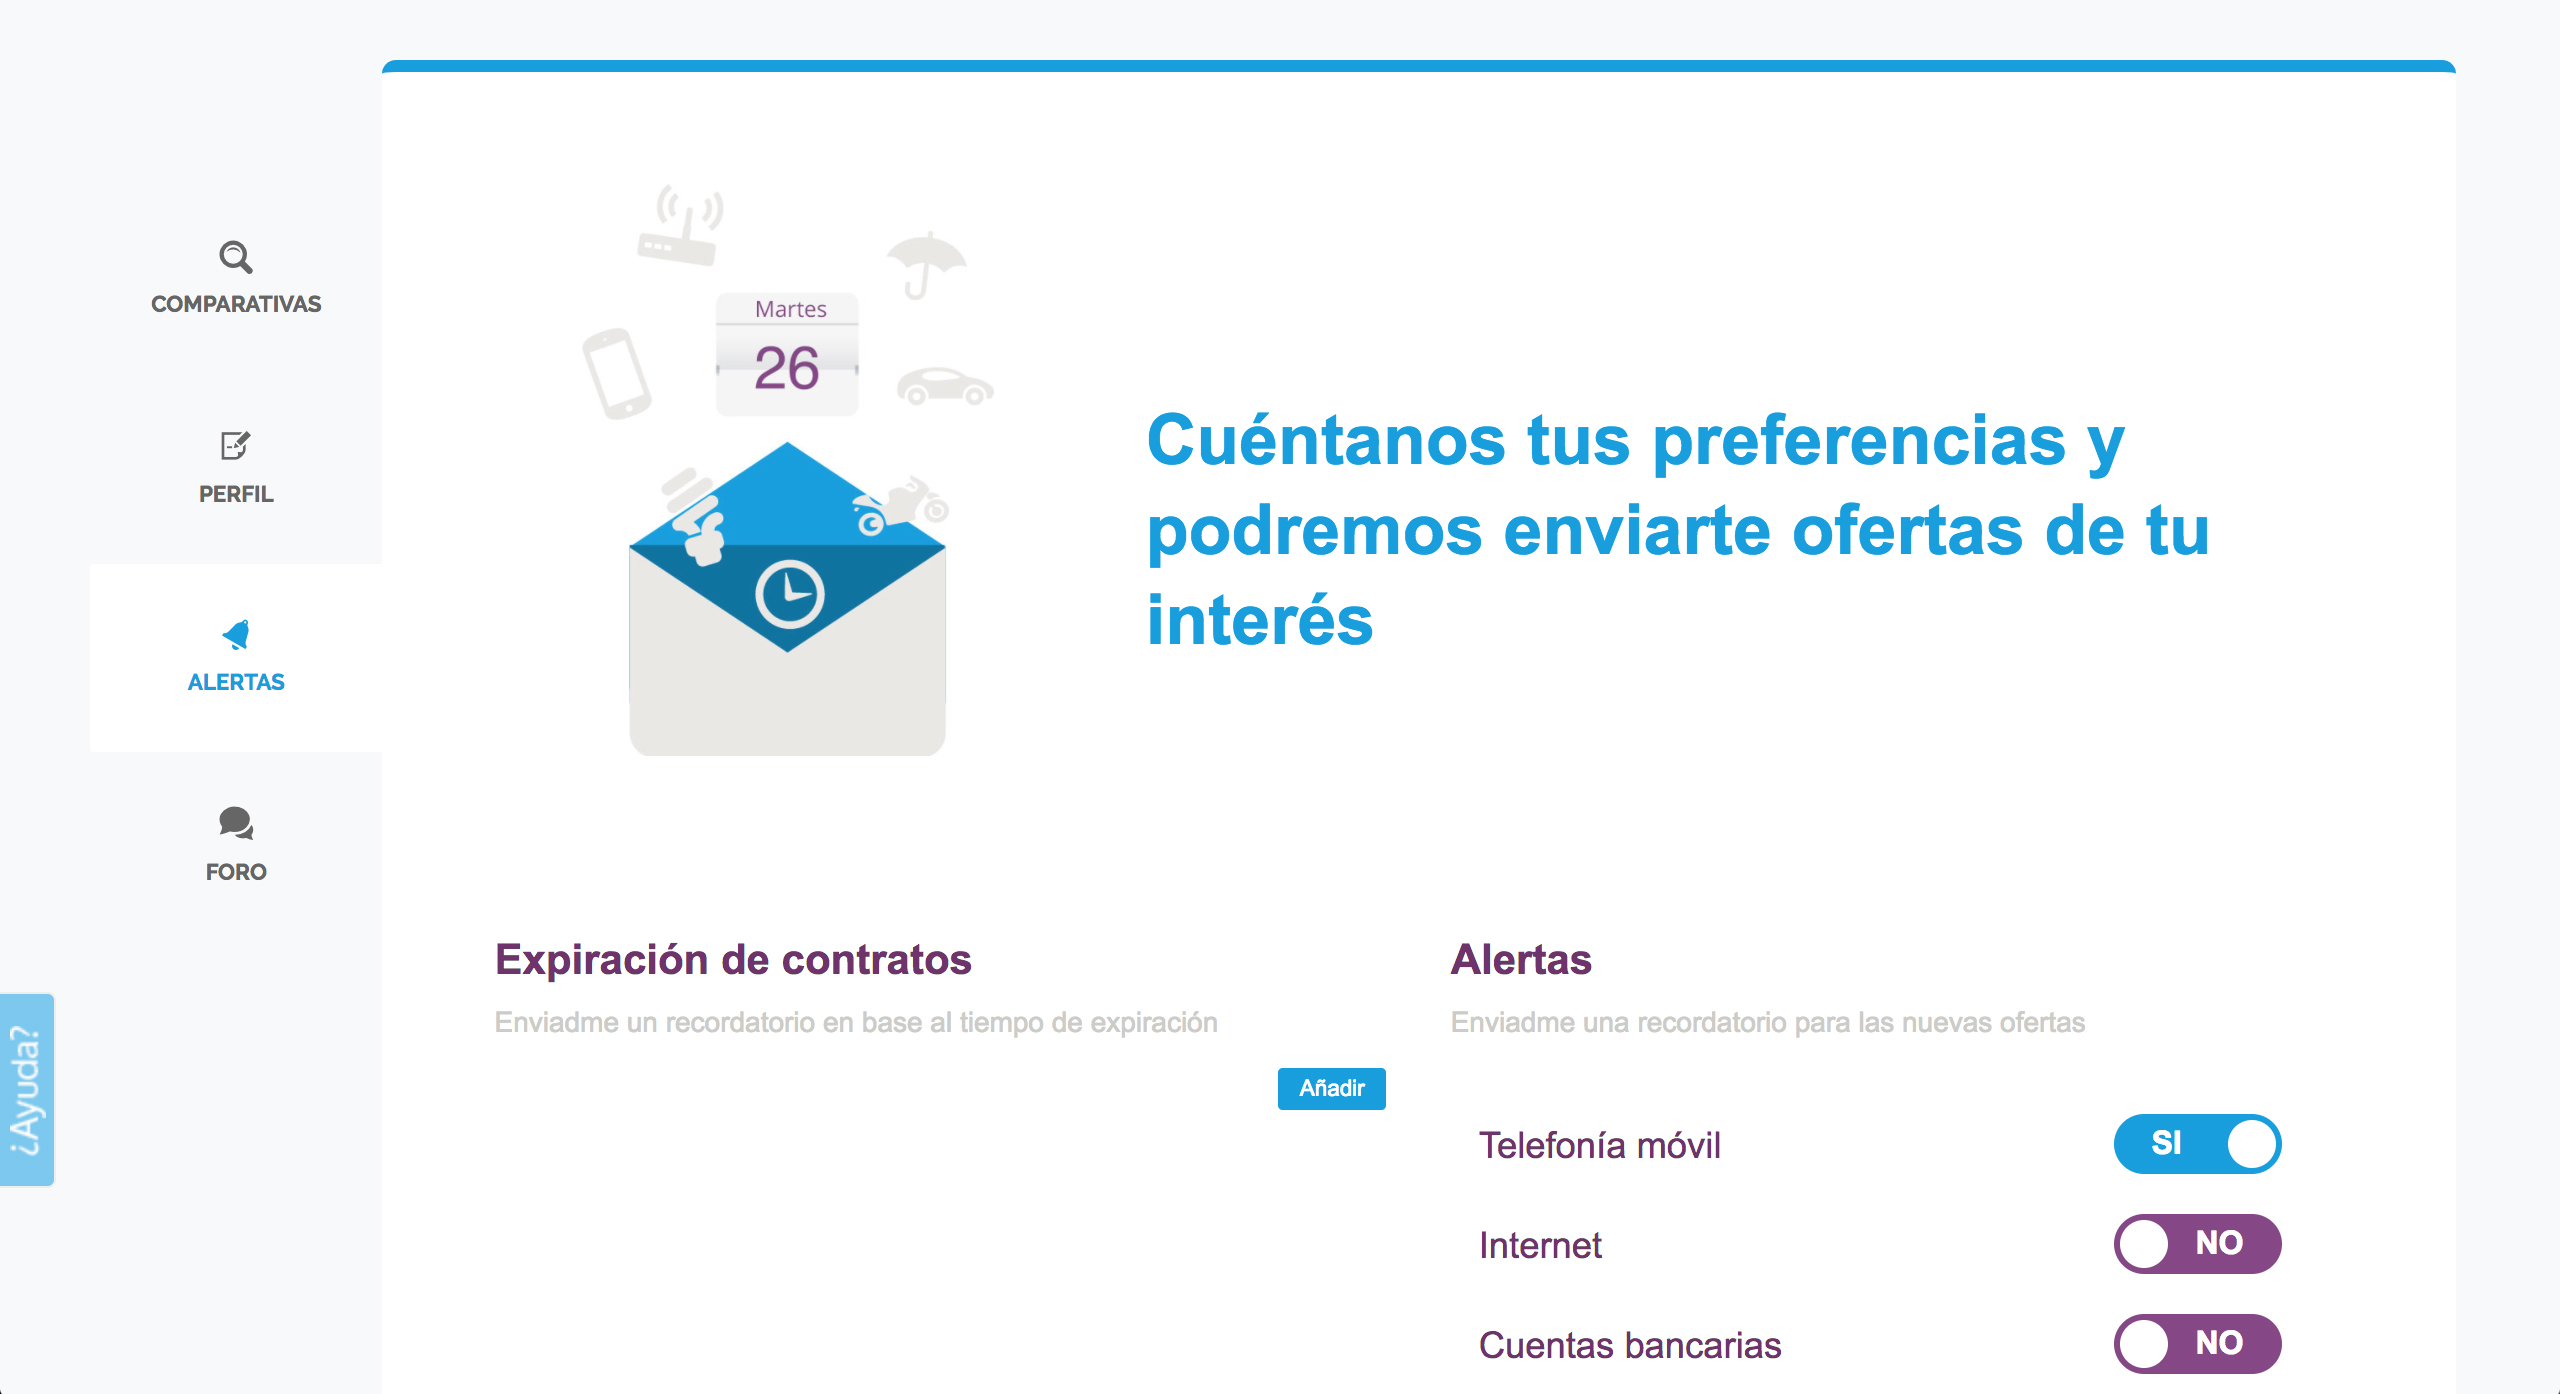 COMPARATIVAS
PERFIL
ALERTAS
FORO
¿Ayuda?
Martes
26
Cuéntanos tus preferencias y
podremos enviarte ofertas de tu
interés
Expiración de contratos
Enviadme un recordatorio en base al tiempo de expiración
Añadir
Alertas
Enviadme una recordatorio para las nuevas ofertas
Telefonía móvil
SI
Internet
NO
Cuentas bancarias
NO